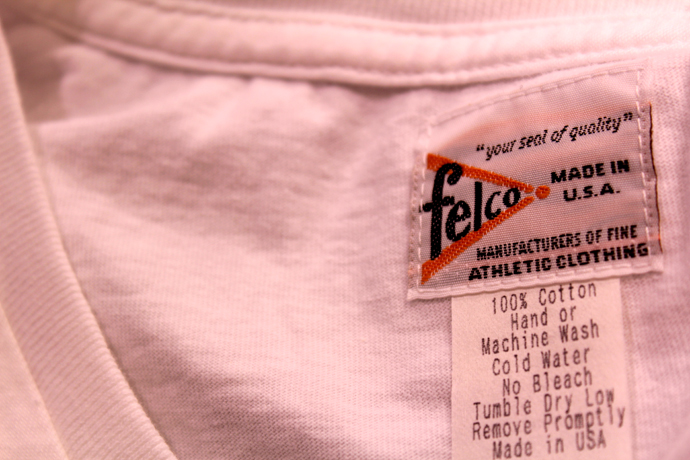 "your seal of quality"
felco
MADE IN
U.S.A.
MANUFACTURERS OF FINE
ATHLETIC CLOTHING
100% Cotton
Hand or
Machine Wash
Cold Water
No Bleach
Tumble Dry Low
Remove Promptly
Made in USA